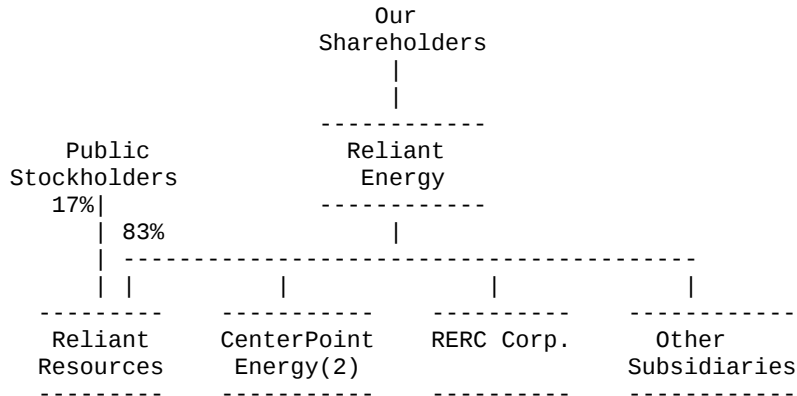 Our
Shareholders
|
|
------------
Public Reliant
Stockholders Energy
17%| ------------
| 83% |
| -----------------------------------------
| | | | |
--------- ----------- ---------- ------------
Reliant CenterPoint RERC Corp. Other
Resources Energy(2) Subsidiaries
--------- ----------- ---------- ------------